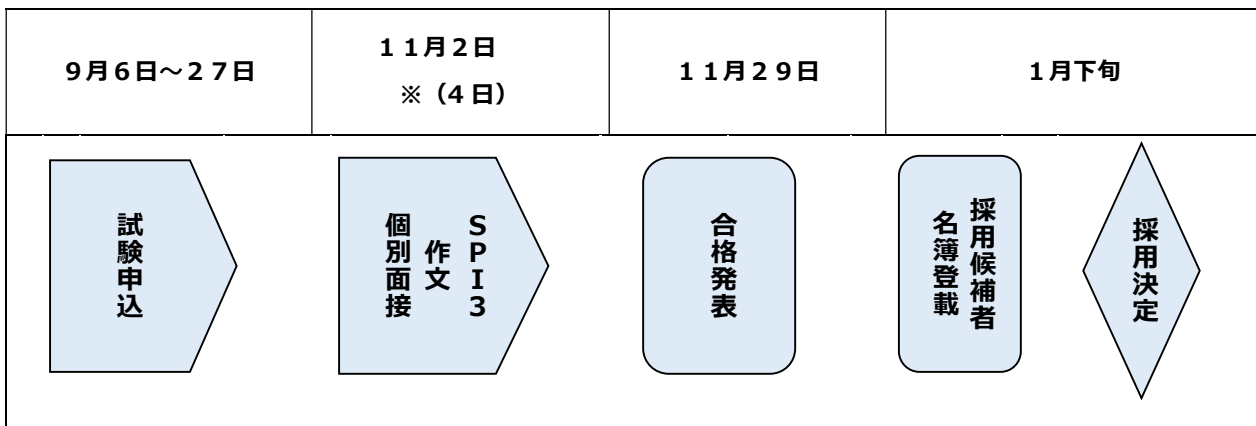 ９月６日～２７日
１１月２日
※（４日）
１１月２９日
１月下旬
試験申込
ＳＰＩ３
作文
個別面接
合格発表
採用候補者
名簿登載
採用決定